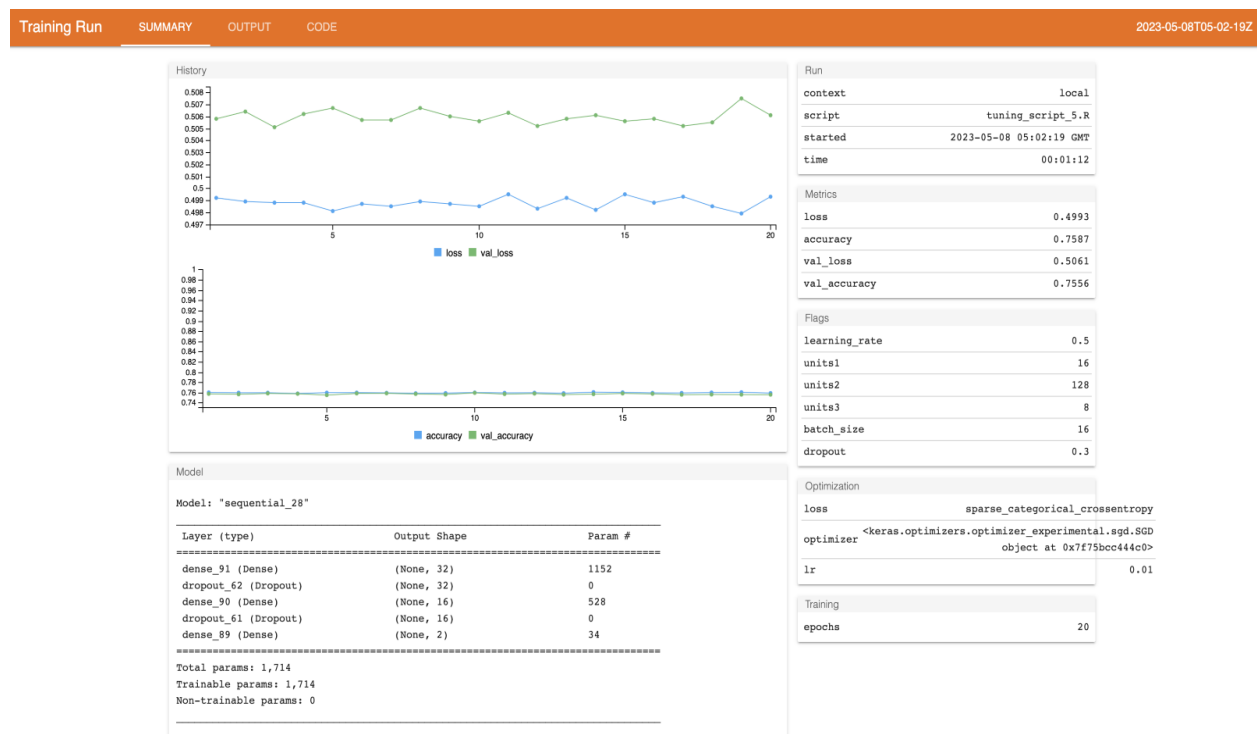 Training Run SUMMARY OUTPUT CODE 2023-05-08T05-02-19Z
History
0.508
0.507
0.506
0.505
0.504
0.503
0.502
0.501
0.5
0.499
0.498
0.497
5 10 15 20
loss val_loss
1
0.98
0.96
0.94
0.92
0.9
0.88
0.86
0.84
0.82
0.8
0.78
0.76
0.74
5 10 15 20
accuracy val_accuracy
Model
Model: "sequential_28"
Layer (type) Output Shape Param #
dense_91 (Dense) (None, 32) 1152
dropout_62 (Dropout) (None, 32) 0
dense_90 (Dense) (None, 16) 528
dropout_61 (Dropout) (None, 16) 0
dense_89 (Dense) (None, 2) 34
Total params: 1,714
Trainable params: 1,714
Non-trainable params: 0
Run
context local
script tuning_script_5.R
started 2023-05-08 05:02:19 GMT
time 00:01:12
Metrics
loss 0.4993
accuracy 0.7587
val_loss 0.5061
val_accuracy 0.7556
Flags
learning_rate 0.5
units1 16
units2 128
units3 8
batch_size 16
dropout 0.3
Optimization
loss sparse_categorical_crossentropy
optimizer <keras.optimizers.optimizer_experimental.sgd.SGD
object at 0x7f75bcc444c0>
lr 0.01
Training
epochs 20